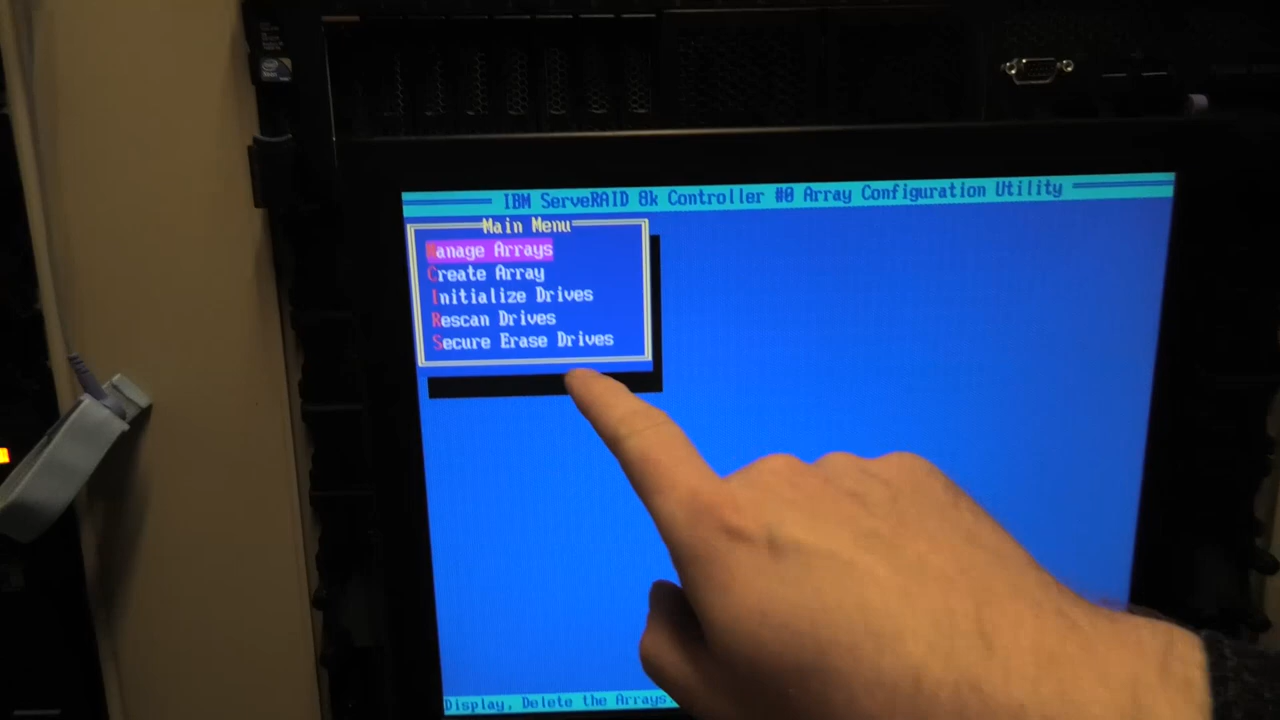 IBM ServeRAID 8k Controller #0 Array Configuration Utility
Main Menu
Manage Arrays
Create Array
Initialize Drives
Rescan Drives
Secure Erase Drives
Display, Delete the Arrays